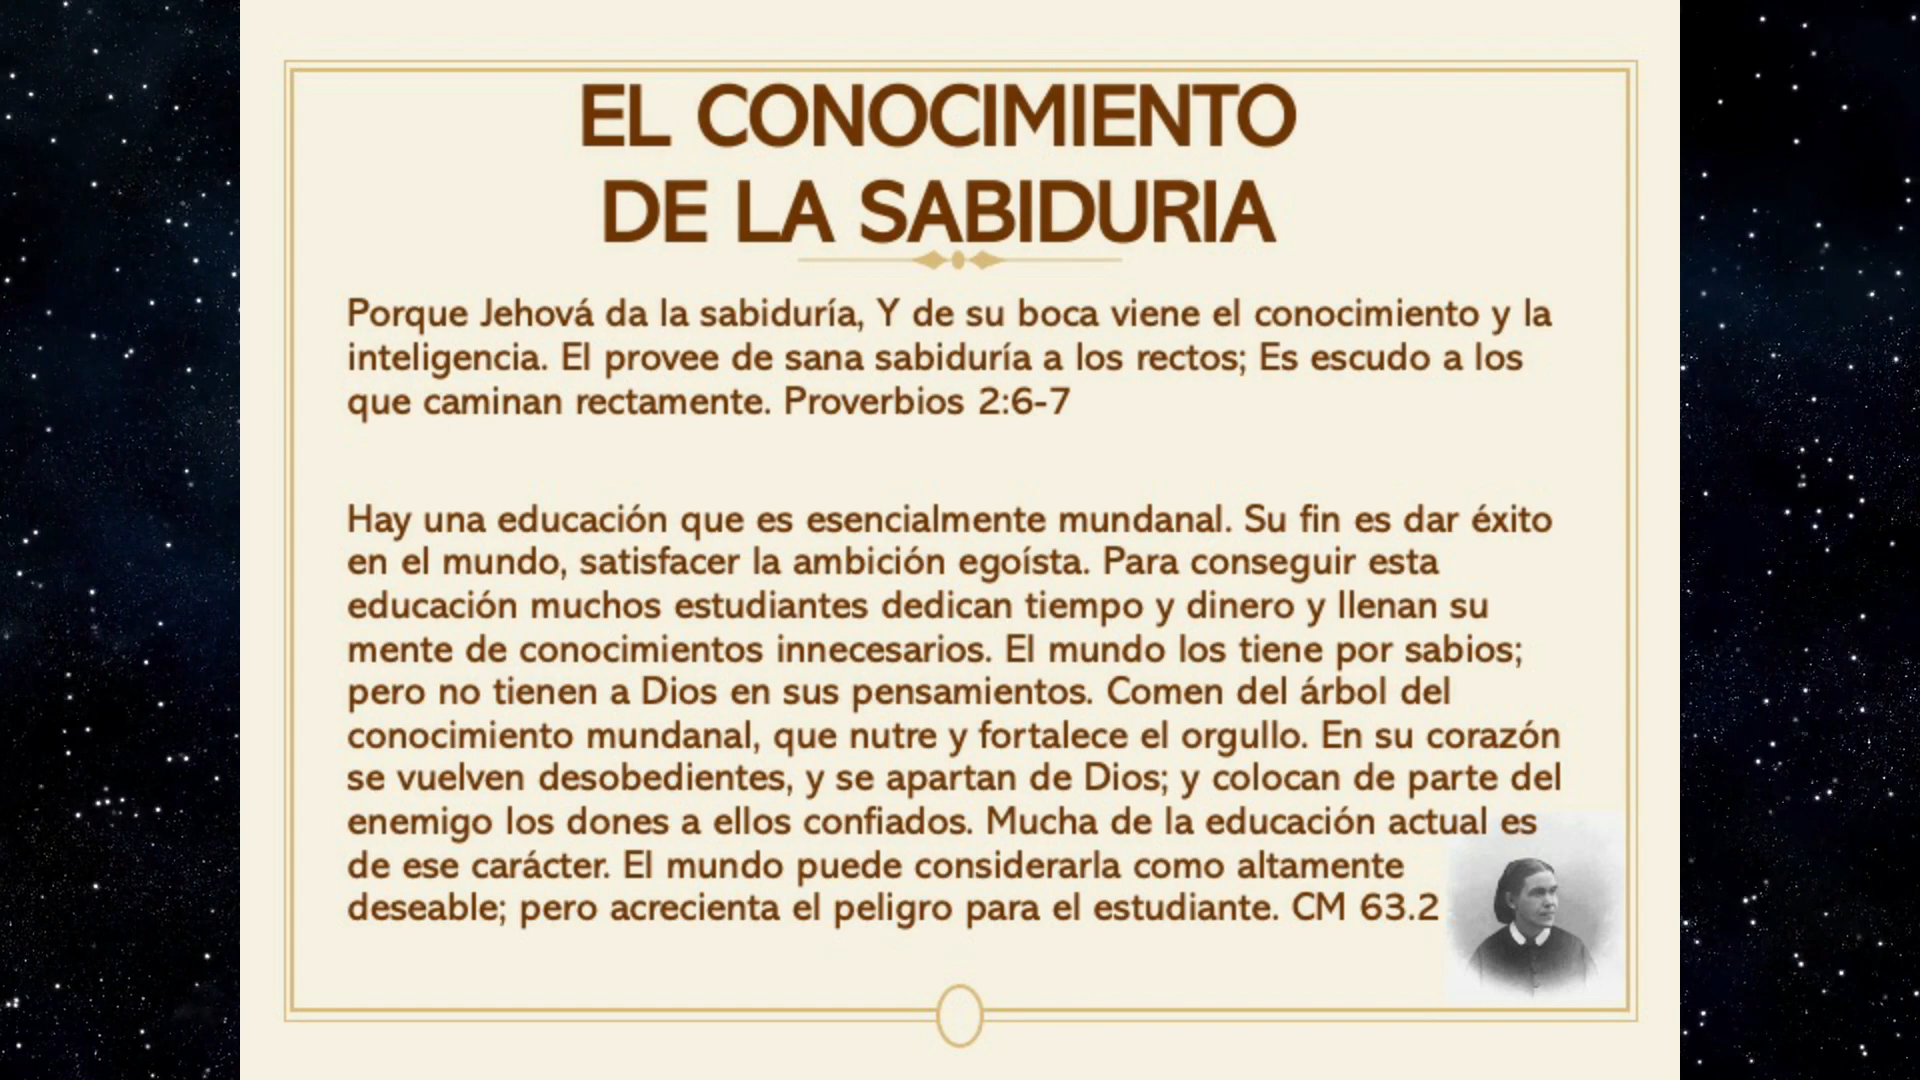 EL CONOCIMIENTO
DE LA SABIDURIA
Porque Jehová da la sabiduría, Y de su boca viene el conocimiento y la
inteligencia. El provee de sana sabiduría a los rectos; Es escudo a los
que caminan rectamente. Proverbios 2:6-7
Hay una educación que es esencialmente mundanal. Su fin es dar éxito
en el mundo, satisfacer la ambición egoísta. Para conseguir esta
educación muchos estudiantes dedican tiempo y dinero y llenan su
mente de conocimientos innecesarios. El mundo los tiene por sabios;
pero no tienen a Dios en sus pensamientos. Comen del árbol del
conocimiento mundanal, que nutre y fortalece el orgullo. En su corazón
se vuelven desobedientes, y se apartan de Dios; y colocan de parte del
enemigo los dones a ellos confiados. Mucha de la educación actual es
de ese carácter. El mundo puede considerarla como altamente
deseable; pero acrecienta el peligro para el estudiante. CM 63.2